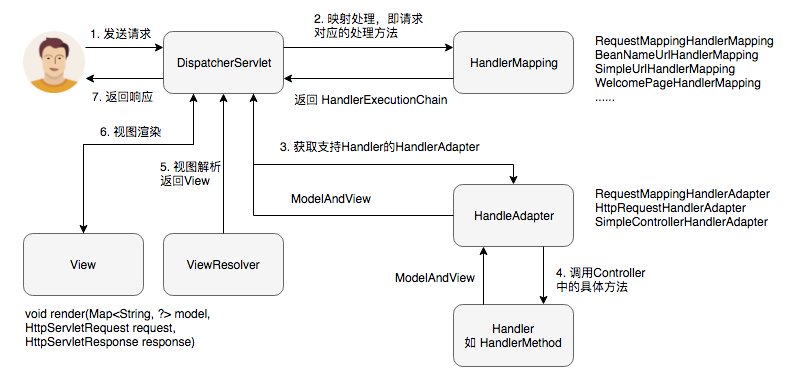 1. 发送请求
DispatcherServlet
7. 返回响应
2. 映射处理，即请求
对应的处理方法
返回 HandlerExecutionChain
HandlerMapping
RequestMappingHandlerMapping
BeanNameUrlHandlerMapping
SimpleUrlHandlerMapping
WelcomePageHandlerMapping
......
6. 视图渲染
5. 视图解析
返回View
3. 获取支持Handler的HandlerAdapter
ModelAndView
HandleAdapter
RequestMappingHandlerAdapter
HttpRequestHandlerAdapter
SimpleControllerHandlerAdapter
View
ViewResolver
ModelAndView
4. 调用Controller
中的具体方法
void render(Map<String, ?> model,
HttpServletRequest request,
HttpServletResponse response)
Handler
如 HandlerMethod